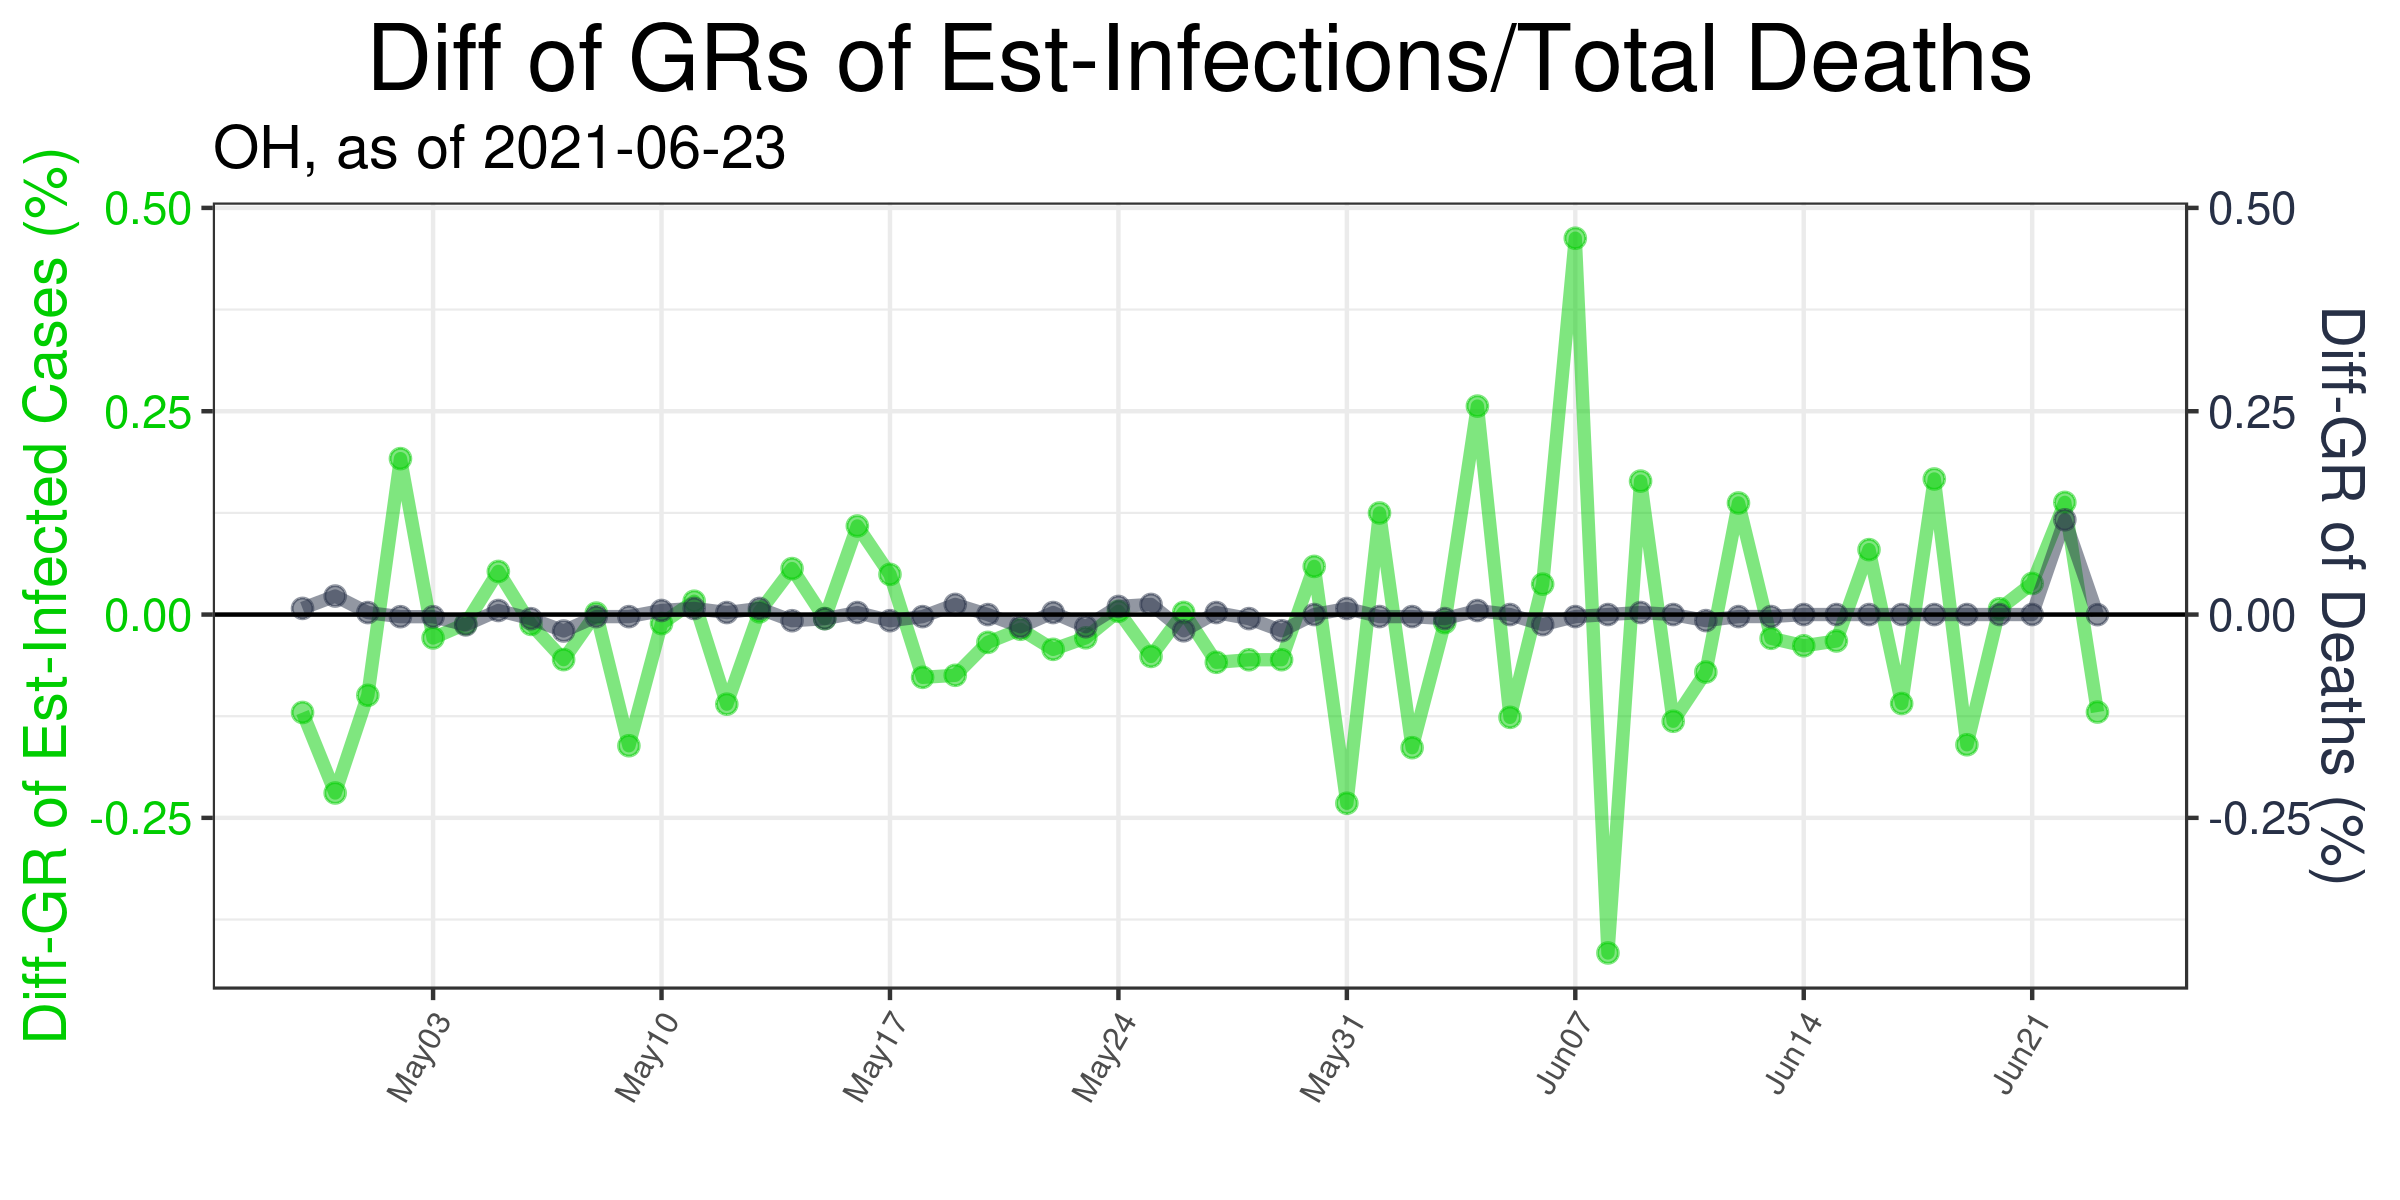 Diff of GRs of Est-Infections/Total Deaths
OH, as of 2021-06-23
Diff-GR of Est-Infected Cases (%)
0.50
0.25
0.00
-0.25
0.50
0.25
0.00
-0.25
Diff-GR of Deaths (%)
May03
May10
May17
May24
May31
Jun07
Jun14
Jun21